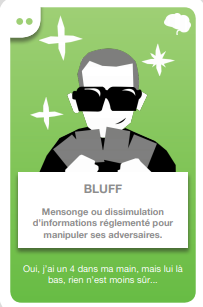 BLUFF
Mensonge ou dissimulation
d'informations réglementé pour
manipuler ses adversaires.
Oui, j'ai un 4 dans ma main, mais lui là
bas, rien n'est moins sûr...